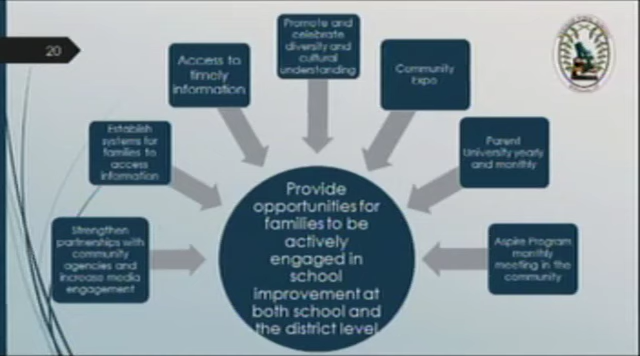 20
Strengthen
partnerships with
community
agencies and
increase media
engagement
Establish
systems for
families to
access
information
Access to
timely
information
Promote and
celebrate
diversity and
cultural
understanding
Community
Expo
Parent
University yearly
and monthly
Aspire Program
monthly
meeting in the
community
Provide
opportunities for
families to be
actively
engaged in
school
improvement at
both school and
the district level